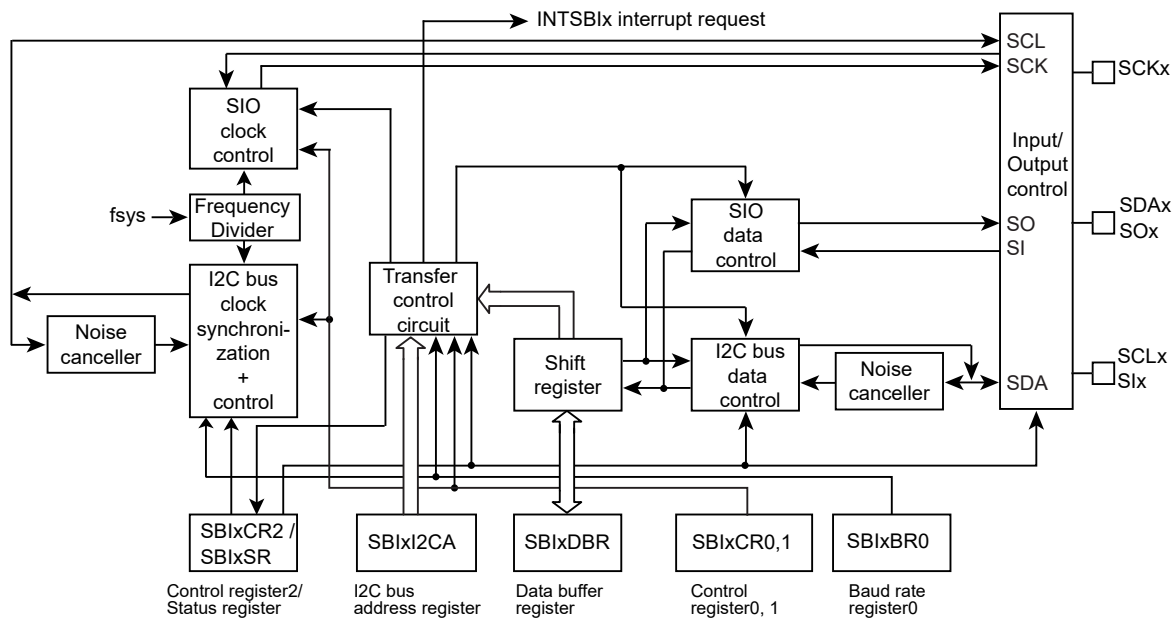 INTSBIx interrupt request
SCL
SCK
SCKx
SIO
clock
control
Input/
Output
control
fsys
Frequency
Divider
SIO
data
control
SO
SI
SDAx
SOx
I2C bus
clock
synchroni-
zation
+
control
Transfer
control
circuit
Noise
canceller
Shift
register
I2C bus
data
control
Noise
canceller
SDA
SCLx
SIx
SBIxCR2 /
SBIxSR
SBIxI2CA
SBIxDBR
SBIxCR0,1
SBIxBR0
Control register2/
Status register
I2C bus
address register
Data buffer
register
Control
register0, 1
Baud rate
register0